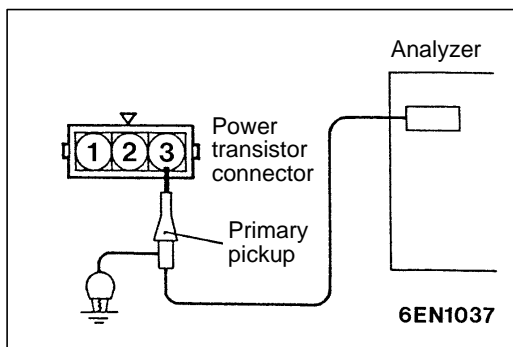 Analyzer
1 2 3
Power
transistor
connector
Primary
pickup
6EN1037